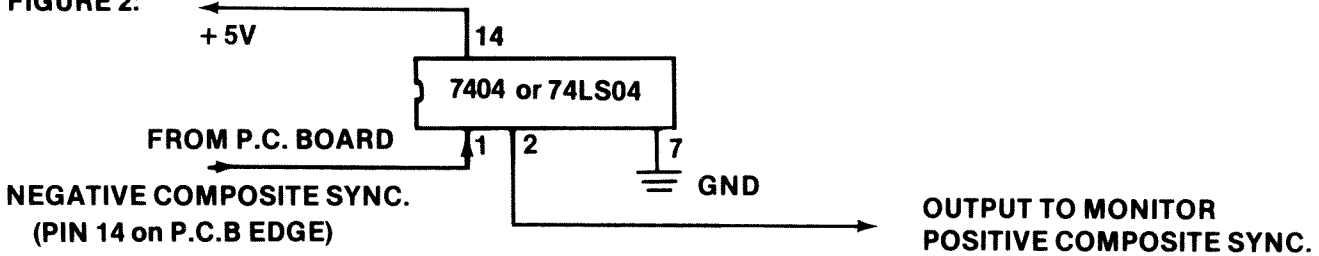 FIGURE 2.
+ 5V
14
7404 or 74LS04
FROM P.C. BOARD
1
2
7
GND
NEGATIVE COMPOSITE SYNC.
(PIN 14 on P.C.B EDGE)
OUTPUT TO MONITOR
POSITIVE COMPOSITE SYNC.